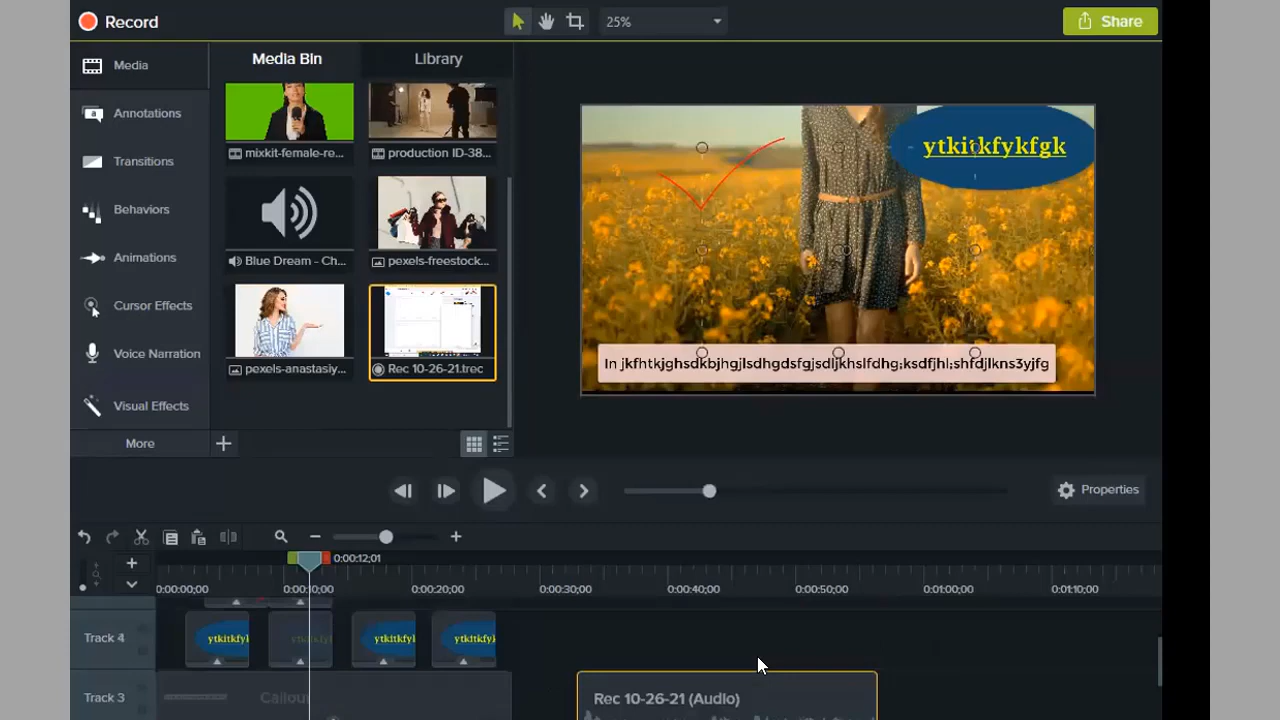 Record
25%
Share
Media
Media Bin
Library
Annotations
mixkit-female-re...
production ID-38...
Transitions
Behaviors
Blue Dream - Ch...
pexels-freestock...
Animations
Cursor Effects
Voice Narration
pexels-anastasiy...
Rec 10-26-21.trec
Visual Effects
More
ytkitkfykfgk
In jkfhtkjghsdkbjhgjlsdhgdsfgjsdljkhslfdhg;ksdfjhl;shfdjlkns3yjfg
Properties
0:00:12;01
0:00:00;00
0:00:10;00
0:00:20;00
0:00:30;00
0:00:40;00
0:00:50;00
0:01:00;00
0:01:10;00
Track 4
ytkitkfyk
ytkitkfyk
ytkitkfyk
Track 3
Callout
Rec 10-26-21 (Audio)